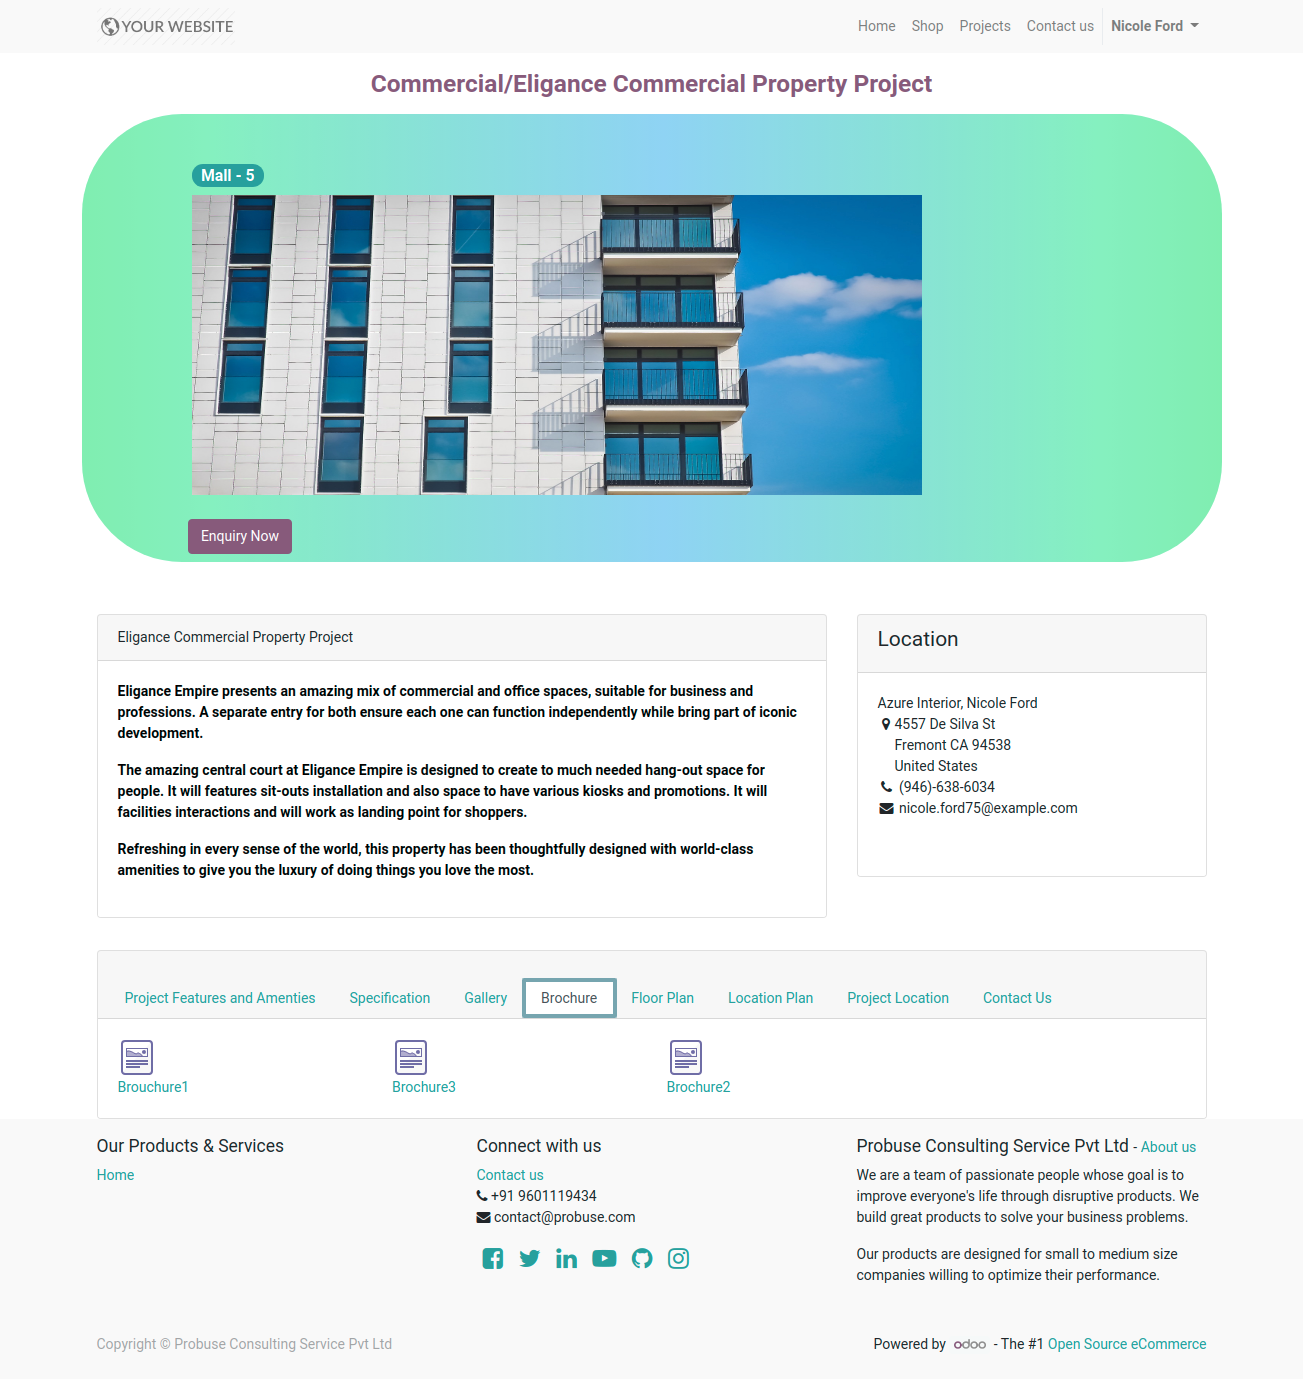 YOUR WEBSITE
Home Shop Projects Contact us Nicole Ford
Commercial/Eligance Commercial Property Project
Mall - 5
Enquiry Now
Eligance Commercial Property Project
Eligance Empire presents an amazing mix of commercial and office spaces, suitable for business and
professions. A separate entry for both ensure each one can function independently while bring part of iconic
development.
The amazing central court at Eligance Empire is designed to create to much needed hang-out space for
people. It will features sit-outs installation and also space to have various kiosks and promotions. It will
facilities interactions and will work as landing point for shoppers.
Refreshing in every sense of the world, this property has been thoughtfully designed with world-class
amenities to give you the luxury of doing things you love the most.
Location
Azure Interior, Nicole Ford
4557 De Silva St
Fremont CA 94538
United States
(946)-638-6034
nicole.ford75@example.com
Project Features and Amenties Specification Gallery Brochure Floor Plan Location Plan Project Location Contact Us
Brouchure1 Brochure3 Brochure2
Our Products & Services
Home
Connect with us
Contact us
+91 9601119434
contact@probuse.com
Probuse Consulting Service Pvt Ltd - About us
We are a team of passionate people whose goal is to
improve everyone's life through disruptive products. We
build great products to solve your business problems.
Our products are designed for small to medium size
companies willing to optimize their performance.
Copyright © Probuse Consulting Service Pvt Ltd
Powered by odoo - The #1 Open Source eCommerce